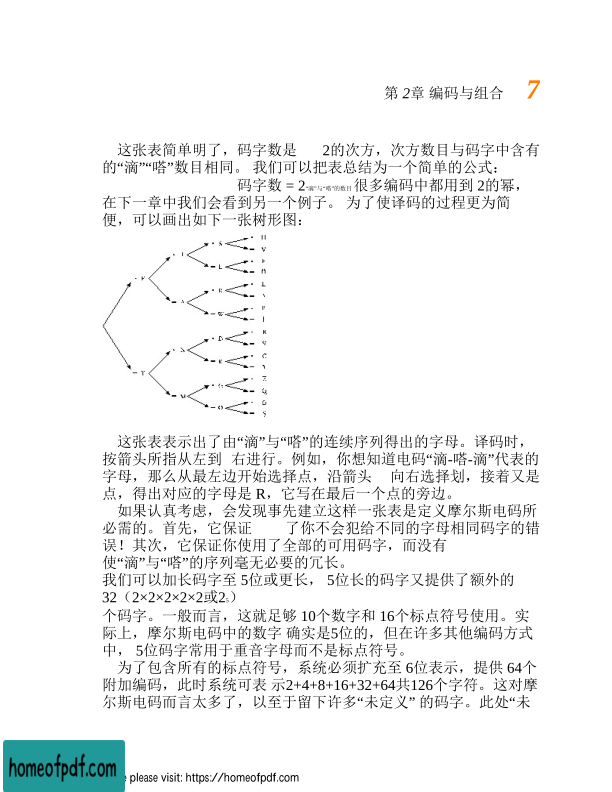 第 2章 编码与组合 7
这张表简单明了，码字数是 2的次方，次方数目与码字中含有
的“滴”“嗒”数目相同。 我们可以把表总结为一个简单的公式：
码字数 = 2“滴”与“嗒”的数目 很多编码中都用到 2的幂，
在下一章中我们会看到另一个例子。 为了使译码的过程更为简
便，可以画出如下一张树形图：
这张表表示出了由“滴”与“嗒”的连续序列得出的字母。译码时，
按箭头所指从左到 右进行。例如，你想知道电码“滴-嗒-滴”代表的
字母，那么从最左边开始选择点，沿箭头 向右选择划，接着又是
点，得出对应的字母是 R，它写在最后一个点的旁边。
如果认真考虑，会发现事先建立这样一张表是定义摩尔斯电码所
必需的。首先，它保证 了你不会犯给不同的字母相同码字的错
误！其次，它保证你使用了全部的可用码字，而没有
使“滴”与“嗒”的序列毫无必要的冗长。
我们可以加长码字至 5位或更长， 5位长的码字又提供了额外的
32（2×2×2×2×2或25）
个码字。一般而言，这就足够 10个数字和 16个标点符号使用。实
际上，摩尔斯电码中的数字 确实是5位的，但在许多其他编码方式
中， 5位码字常用于重音字母而不是标点符号。
为了包含所有的标点符号，系统必须扩充至 6位表示，提供 64个
附加编码，此时系统可表 示2+4+8+16+32+64共126个字符。这对摩
尔斯电码而言太多了，以至于留下许多“未定义” 的码字。此处“未
homeofpdf.com
e please visit: https://homeofpdf.com